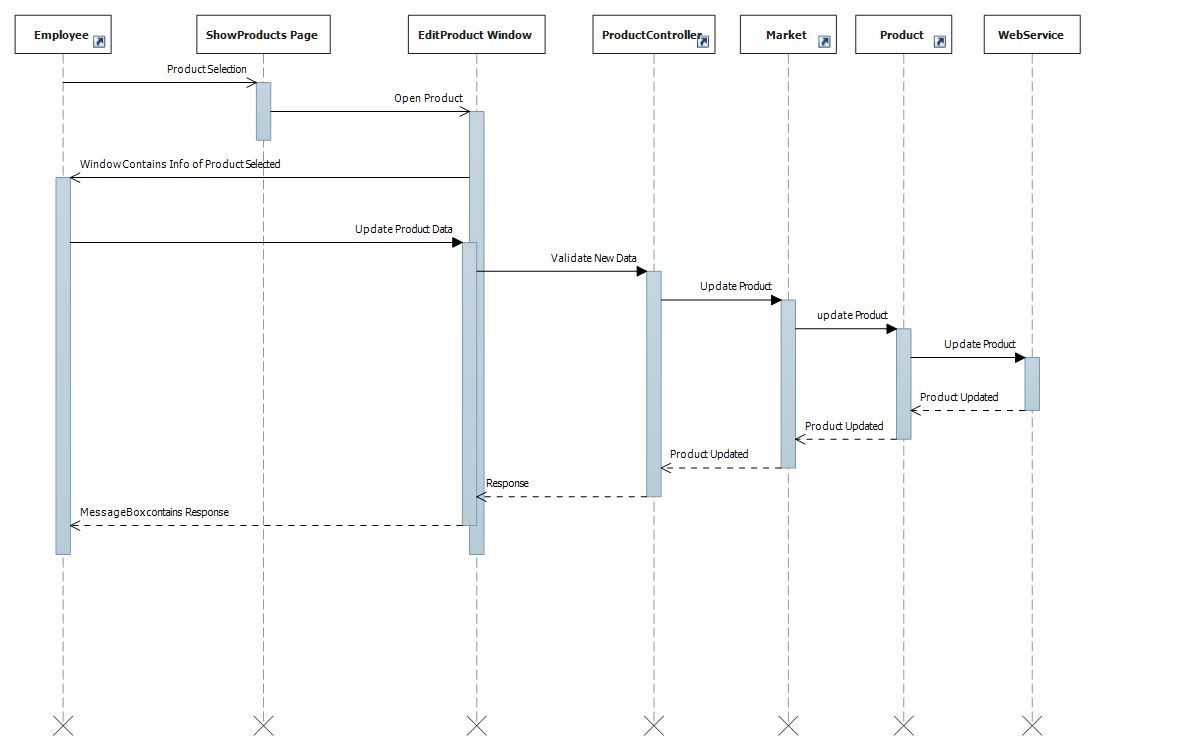 Employee
ShowProducts Page
EditProduct Window
ProductController
Market
Product
WebService
Product Selection
Open Product
Window Contains Info of Product Selected
Update Product Data
Validate New Data
Update Product
update Product
Update Product
Product Updated
Product Updated
Product Updated
Response
MessageBox contains Response